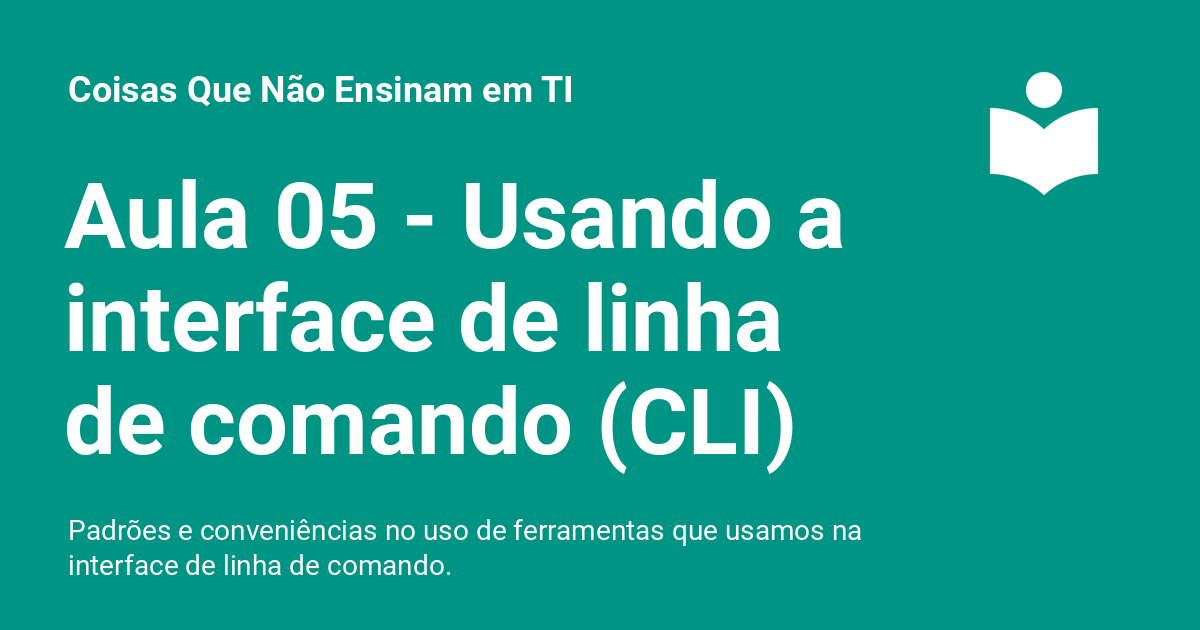 Coisas Que Não Ensinam em TI
Aula 05 - Usando a
interface de linha
de comando (CLI)
Padrões e conveniências no uso de ferramentas que usamos na
interface de linha de comando.